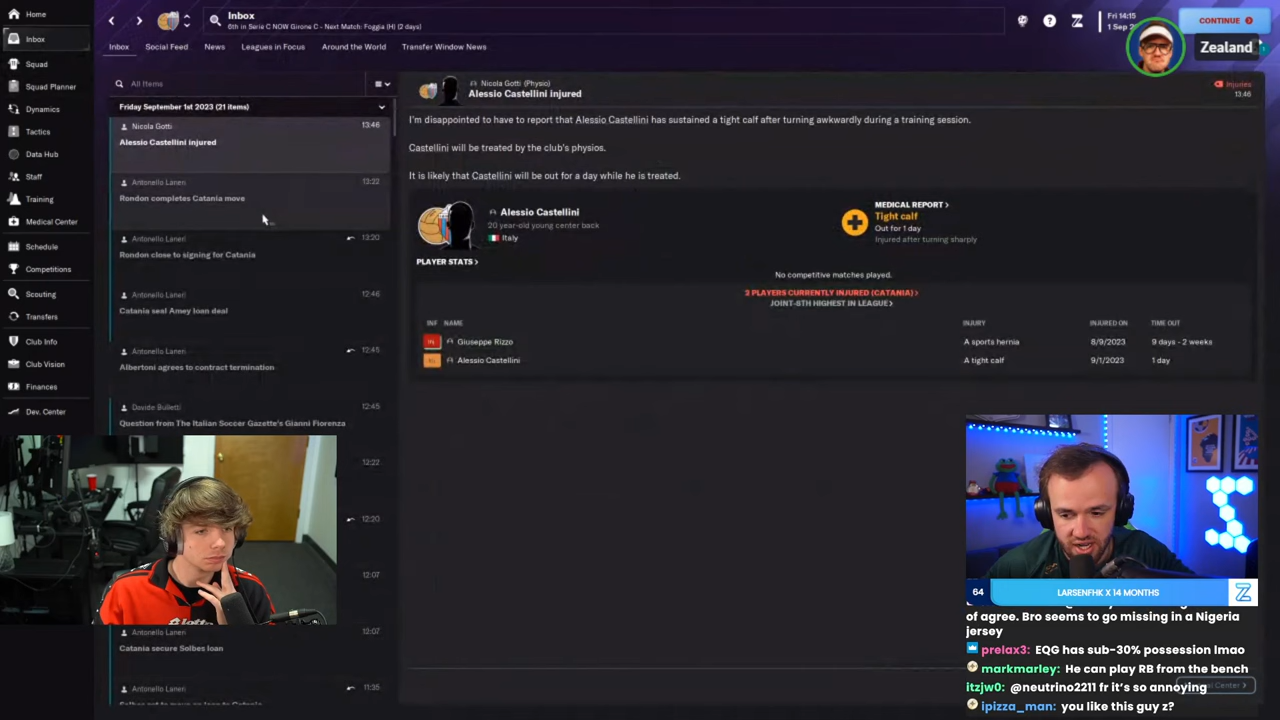 Home
Inbox
Squad
Squad Planner
Dynamics
Tactics
Data Hub
Staff
Training
Medical Center
Schedule
Competitions
Scouting
Transfers
Club Info
Club Vision
Finances
Dev. Center
Inbox
6th in Serie C NOW Girone C - Next Match: Foggia (H) (2 days)
Fri 14:15
1 Sep
CONTINUE
Zealand
Inbox
Social Feed
News
Leagues in Focus
Around the World
Transfer Window News
All Items
Friday September 1st 2023 (21 items)
Nicola Gotti 13:46
Alessio Castellini injured
Antonello Laneri 13:22
Rondon completes Catania move
Antonello Laneri 13:20
Rondon close to signing for Catania
Antonello Laneri 12:46
Catania seal Amey loan deal
Antonello Laneri 12:45
Albertoni agrees to contract termination
Davide Bulletti 12:45
Question from The Italian Soccer Gazette's Gianni Fiorenza
12:22
12:20
12:07
Antonello Laneri 12:07
Catania secure Solbes loan
Antonello Laneri 11:35
Nicola Gotti (Physio)
Alessio Castellini injured
Injuries
13:46
I'm disappointed to have to report that Alessio Castellini has sustained a tight calf after turning awkwardly during a training session.
Castellini will be treated by the club's physios.
It is likely that Castellini will be out for a day while he is treated.
Alessio Castellini
20 year-old young center back
Italy
PLAYER STATS >
MEDICAL REPORT >
Tight calf
Out for 1 day
Injured after turning sharply
No competitive matches played.
2 PLAYERS CURRENTLY INJURED (CATANIA) >
JOINT-8TH HIGHEST IN LEAGUE >
INF NAME INJURY INJURED ON TIME OUT
Giuseppe Rizzo A sports hernia 8/9/2023 9 days - 2 weeks
Alessio Castellini A tight calf 9/1/2023 1 day
64 LARSENFHK X 14 MONTHS
of agree. Bro seems to go missing in a Nigeria
jersey
prelax3: EQG has sub-30% possession lmao
markmarley: He can play RB from the bench
itzjw0: @neutrino2211 fr it's so annoying
ipizza_man: you like this guy z?